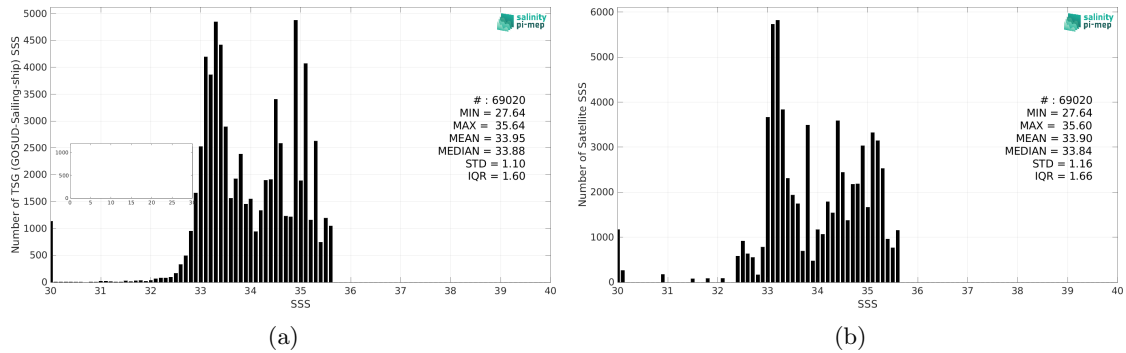 Number of TSG (GOSUD-Sailing-ship) SSS
5000
4500
4000
3500
3000
2500
2000
1500
1000
500
0
1000
500
0
0 5 10 15 20 25 30
salinity
pi-mep
# : 69020
MIN = 27.64
MAX = 35.64
MEAN = 33.95
MEDIAN = 33.88
STD = 1.10
IQR = 1.60
30 31 32 33 34 35 36 37 38 39 40
SSS
(a)
Number of Satellite SSS
6000
5000
4000
3000
2000
1000
0
salinity
pi-mep
# : 69020
MIN = 27.64
MAX = 35.60
MEAN = 33.90
MEDIAN = 33.84
STD = 1.16
IQR = 1.66
30 31 32 33 34 35 36 37 38 39 40
SSS
(b)